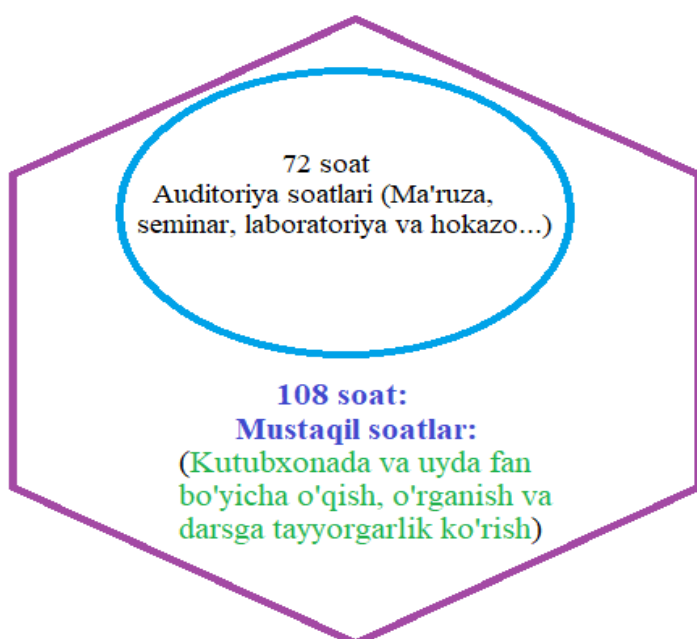 72 soat
Auditoriya soatlari (Ma'ruza,
seminar, laboratoriya va hokazo...)
108 soat:
Mustaqil soatlar:
(Kutubxonada va uyda fan
bo'yicha o'qish, o'rganish va
darsga tayyorgarlik ko'rish)